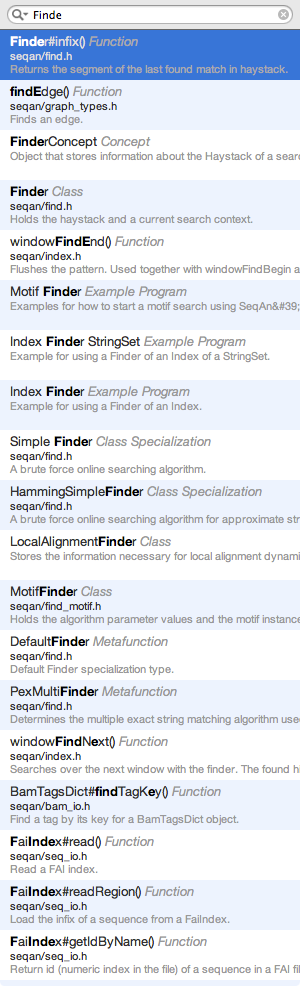 Finde
Finder#infix() Function
seqan/find.h
Returns the segment of the last found match in haystack.
findEdge() Function
seqan/graph_types.h
Finds an edge.
FinderConcept Concept
Object that stores information about the Haystack of a sear
Finder Class
seqan/find.h
Holds the haystack and a current search context.
windowFindEnd() Function
seqan/index.h
Flushes the pattern. Used together with windowFindBegin a
Motif Finder Example Program
Examples for how to start a motif search using SeqAn&#39;
Index Finder StringSet Example Program
Example for using a Finder of an Index of a StringSet.
Index Finder Example Program
Example for using a Finder of an Index.
Simple Finder Class Specialization
seqan/find.h
A brute force online searching algorithm.
HammingSimpleFinder Class Specialization
seqan/find.h
A brute force online searching algorithm for approximate str
LocalAlignmentFinder Class
Stores the information necessary for local alignment dynami
MotifFinder Class
seqan/find_motif.h
Holds the algorithm parameter values and the motif instance
DefaultFinder Metafunction
seqan/find.h
Default Finder specialization type.
PexMultiFinder Metafunction
seqan/find.h
Determines the multiple exact string matching algorithm use
windowFindNext() Function
seqan/index.h
Searches over the next window with the finder. The found hi
BamTagsDict#findTagKey() Function
seqan/bam_io.h
Find a tag by its key for a BamTagsDict object.
FaiIndex#read() Function
seqan/seq_io.h
Read a FAI index.
FaiIndex#readRegion() Function
seqan/seq_io.h
Load the infix of a sequence from a FaiIndex.
FaiIndex#getIdByName() Function
seqan/seq_io.h
Return id (numeric index in the file) of a sequence in a FAI fi